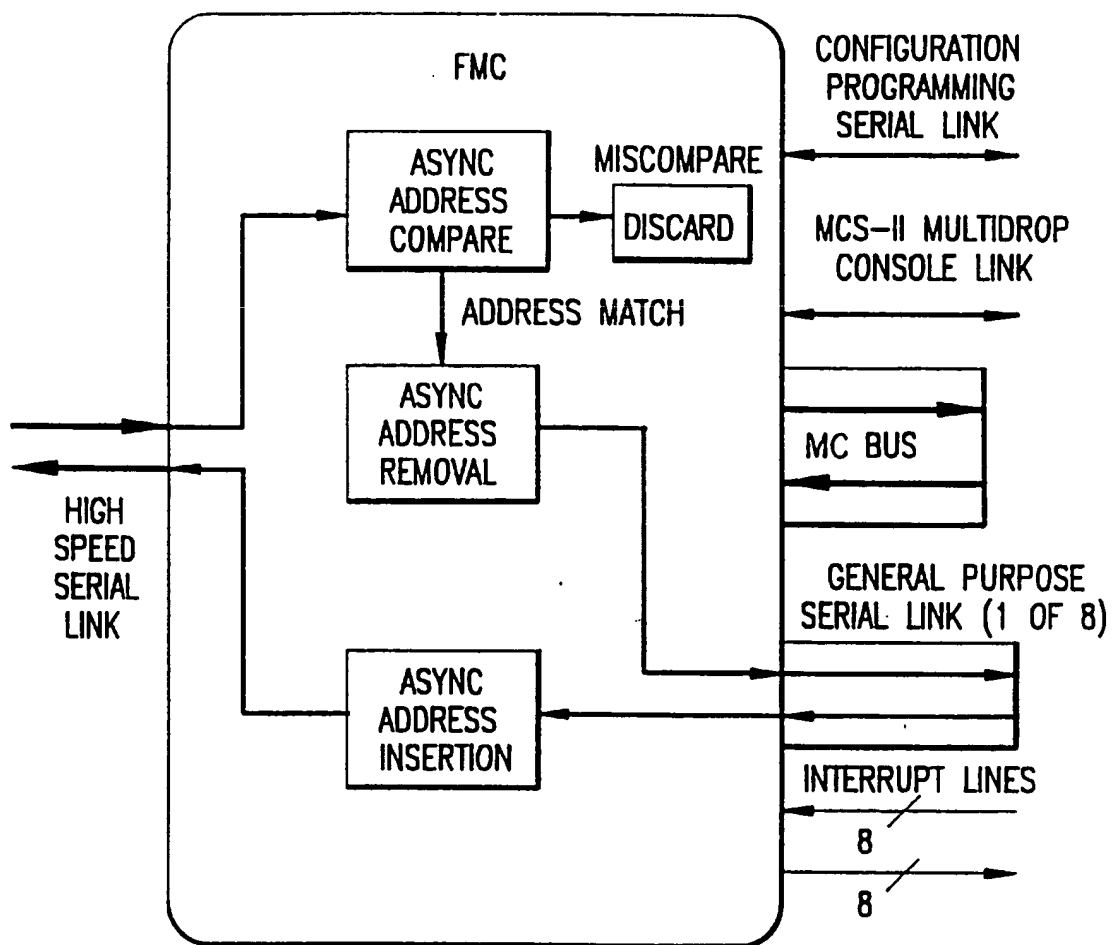 FMC
ASYNC
ADDRESS
COMPARE
MISCOMPARE
DISCARD
ADDRESS MATCH
ASYNC
ADDRESS
REMOVAL
ASYNC
ADDRESS
INSERTION
HIGH
SPEED
SERIAL
LINK
CONFIGURATION
PROGRAMMING
SERIAL LINK
MCS-II MULTIDROP
CONSOLE LINK
MC BUS
GENERAL PURPOSE
SERIAL LINK (1 OF 8)
INTERRUPT LINES
8
8